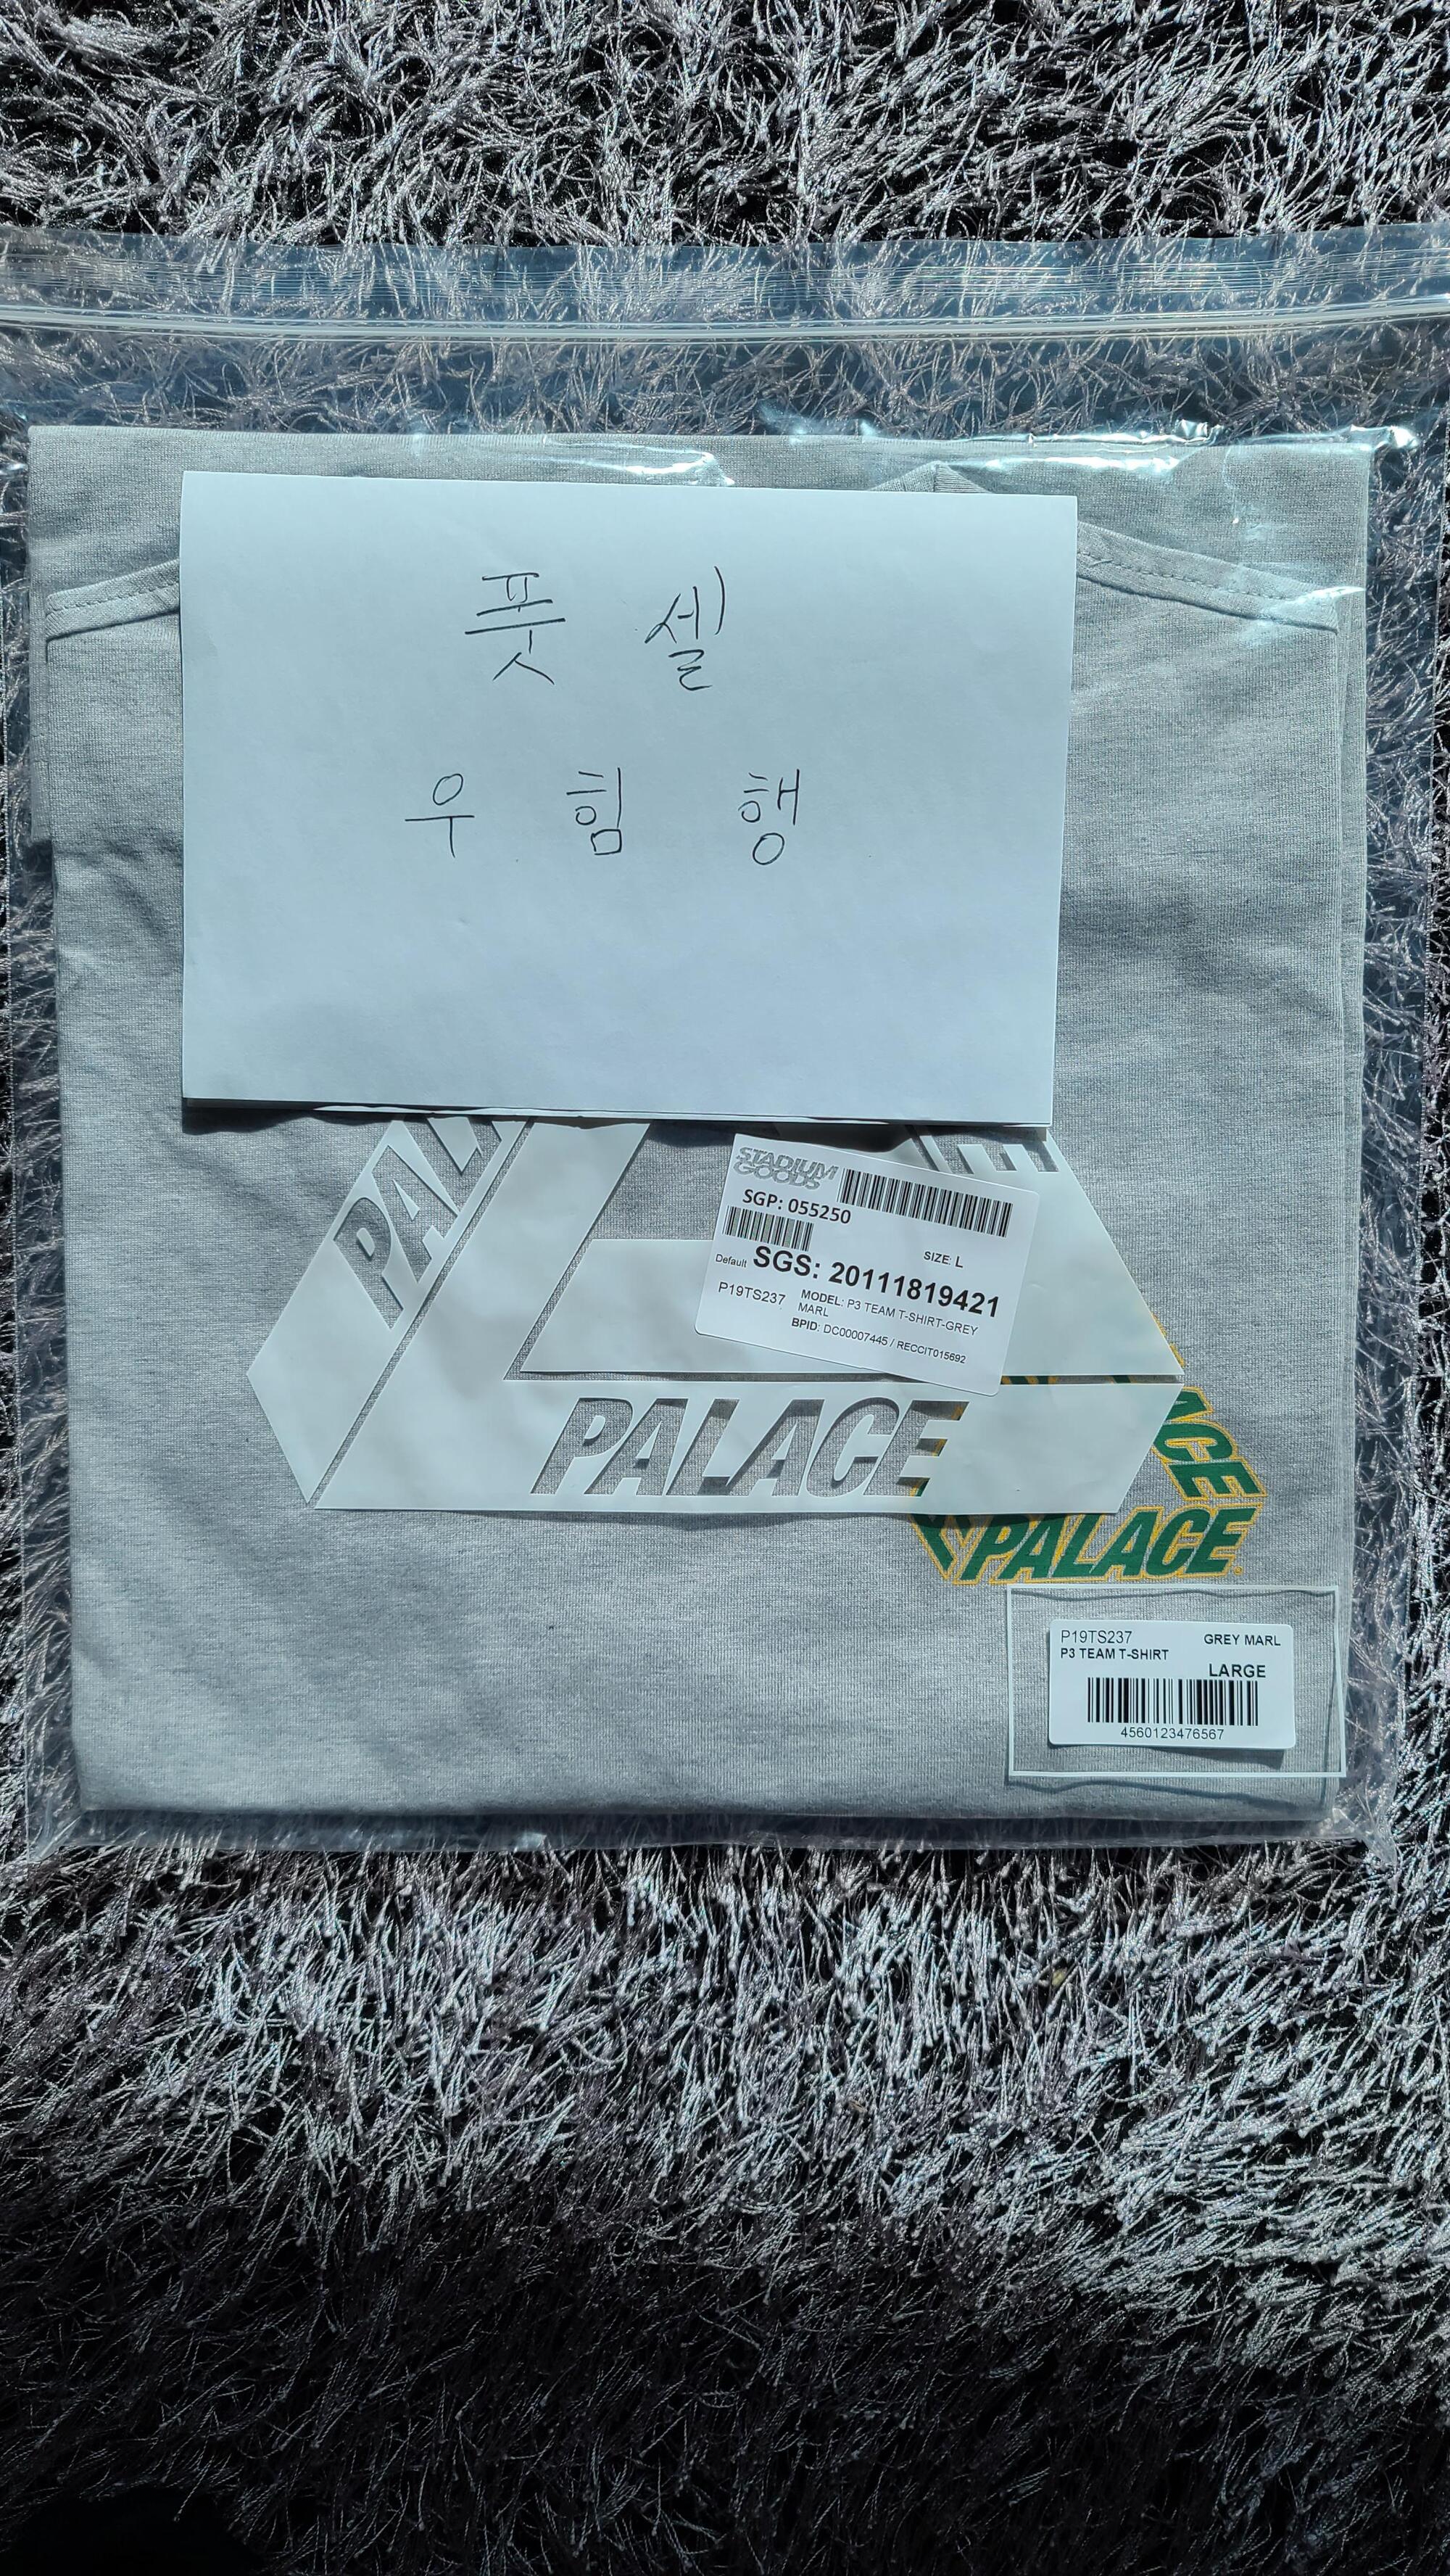 풋셀
우 힘 행
PAL
STADIUM
GOODS
SGP: 055250
SIZE: L
Default SGS: 20111819421
P19TS237 MODEL: P3 TEAM T-SHIRT-GREY
MARL
BPID: DC00007445 / RECCIT015692
PALACE
ACE
PALACE
P19TS237 GREY MARL
P3 TEAM T-SHIRT
LARGE
4560123476567